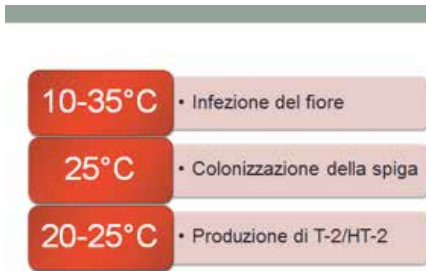 10-35°C • Infezione del fiore
25°C • Colonizzazione della spiga
20-25°C • Produzione di T-2/HT-2